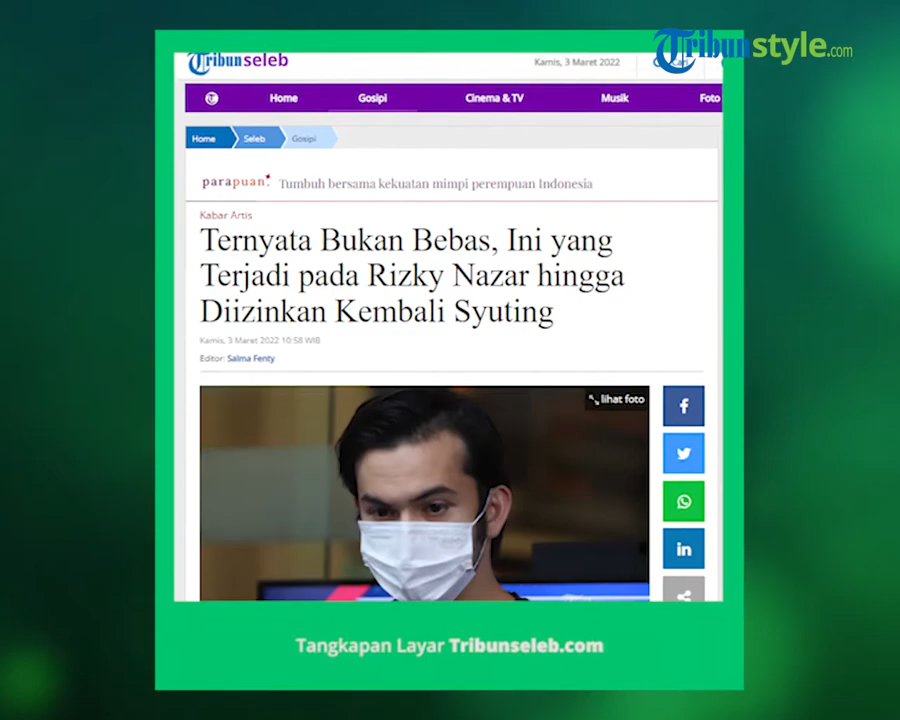 Tribunstyle.com
Tribunseleb
Kamis, 3 Maret 2022
Cari
Home
Gosipi
Cinema & TV
Musik
Foto
Home
Seleb
Gosipi
parapuan. Tumbuh bersama kekuatan mimpi perempuan Indonesia
Kabar Artis
Ternyata Bukan Bebas, Ini yang
Terjadi pada Rizky Nazar hingga
Diizinkan Kembali Syuting
Kamis, 3 Maret 2022 10:58 WIB
Editor: Salma Fenty
lihat foto
Tangkapan Layar Tribunseleb.com